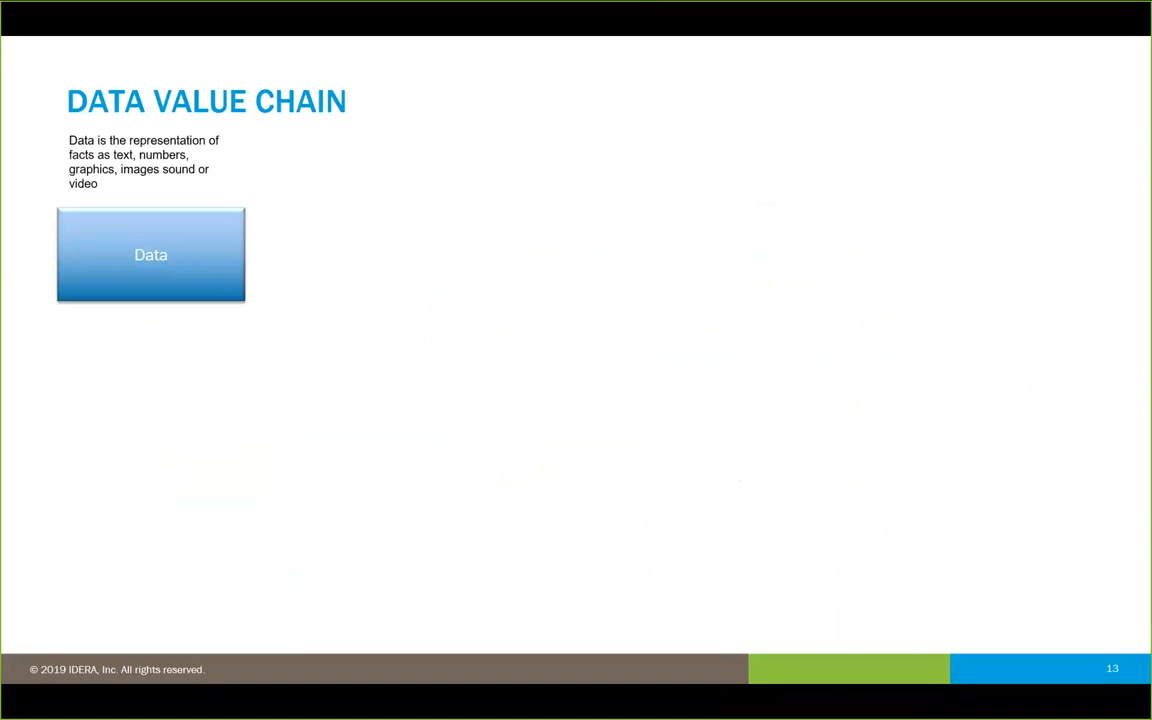 DATA VALUE CHAIN
Data is the representation of
facts as text, numbers,
graphics, images sound or
video
Data
© 2019 IDERA, Inc. All rights reserved.
13